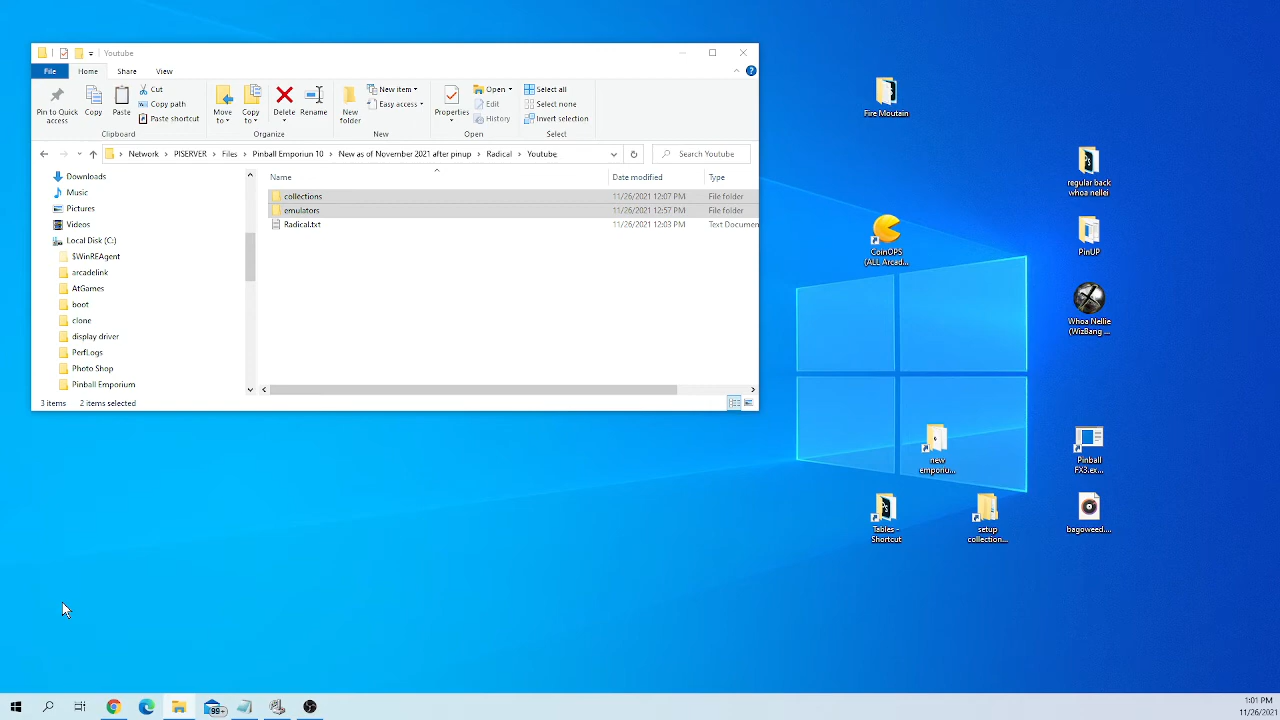 Youtube
File
Home
Share
View
Pin to Quick
access
Copy
Paste
Cut
Copy path
Paste shortcut
Clipboard
Move
to
Copy
to
Delete
Rename
Organize
New
folder
New item
Easy access
New
Properties
Open
Edit
History
Open
Select all
Select none
Invert selection
Select
Network
PISERVER
Files
Pinball Emporiun 10
New as of November 2021 after pinup
Radical
Youtube
Search Youtube
Downloads
Music
Pictures
Videos
Local Disk (C:)
$WinREAgent
arcadelink
AtGames
boot
clone
display driver
PerfLogs
Photo Shop
Pinball Emporium
Name
Date modified
Type
collections
11/26/2021 12:07 PM
File folder
emulators
11/26/2021 12:57 PM
File folder
Radical.txt
11/26/2021 12:03 PM
Text Documen
3 items
2 items selected
Fire Moutain
regular back
whoa nellei
CoinOPS
(ALL Arcad...
PinUP
Whoa Nellie
(WizBang ...
new
emporiu...
Pinball
FX3.ex...
Tables -
Shortcut
setup
collection...
bagoweed....
99+
1:01 PM
11/26/2021